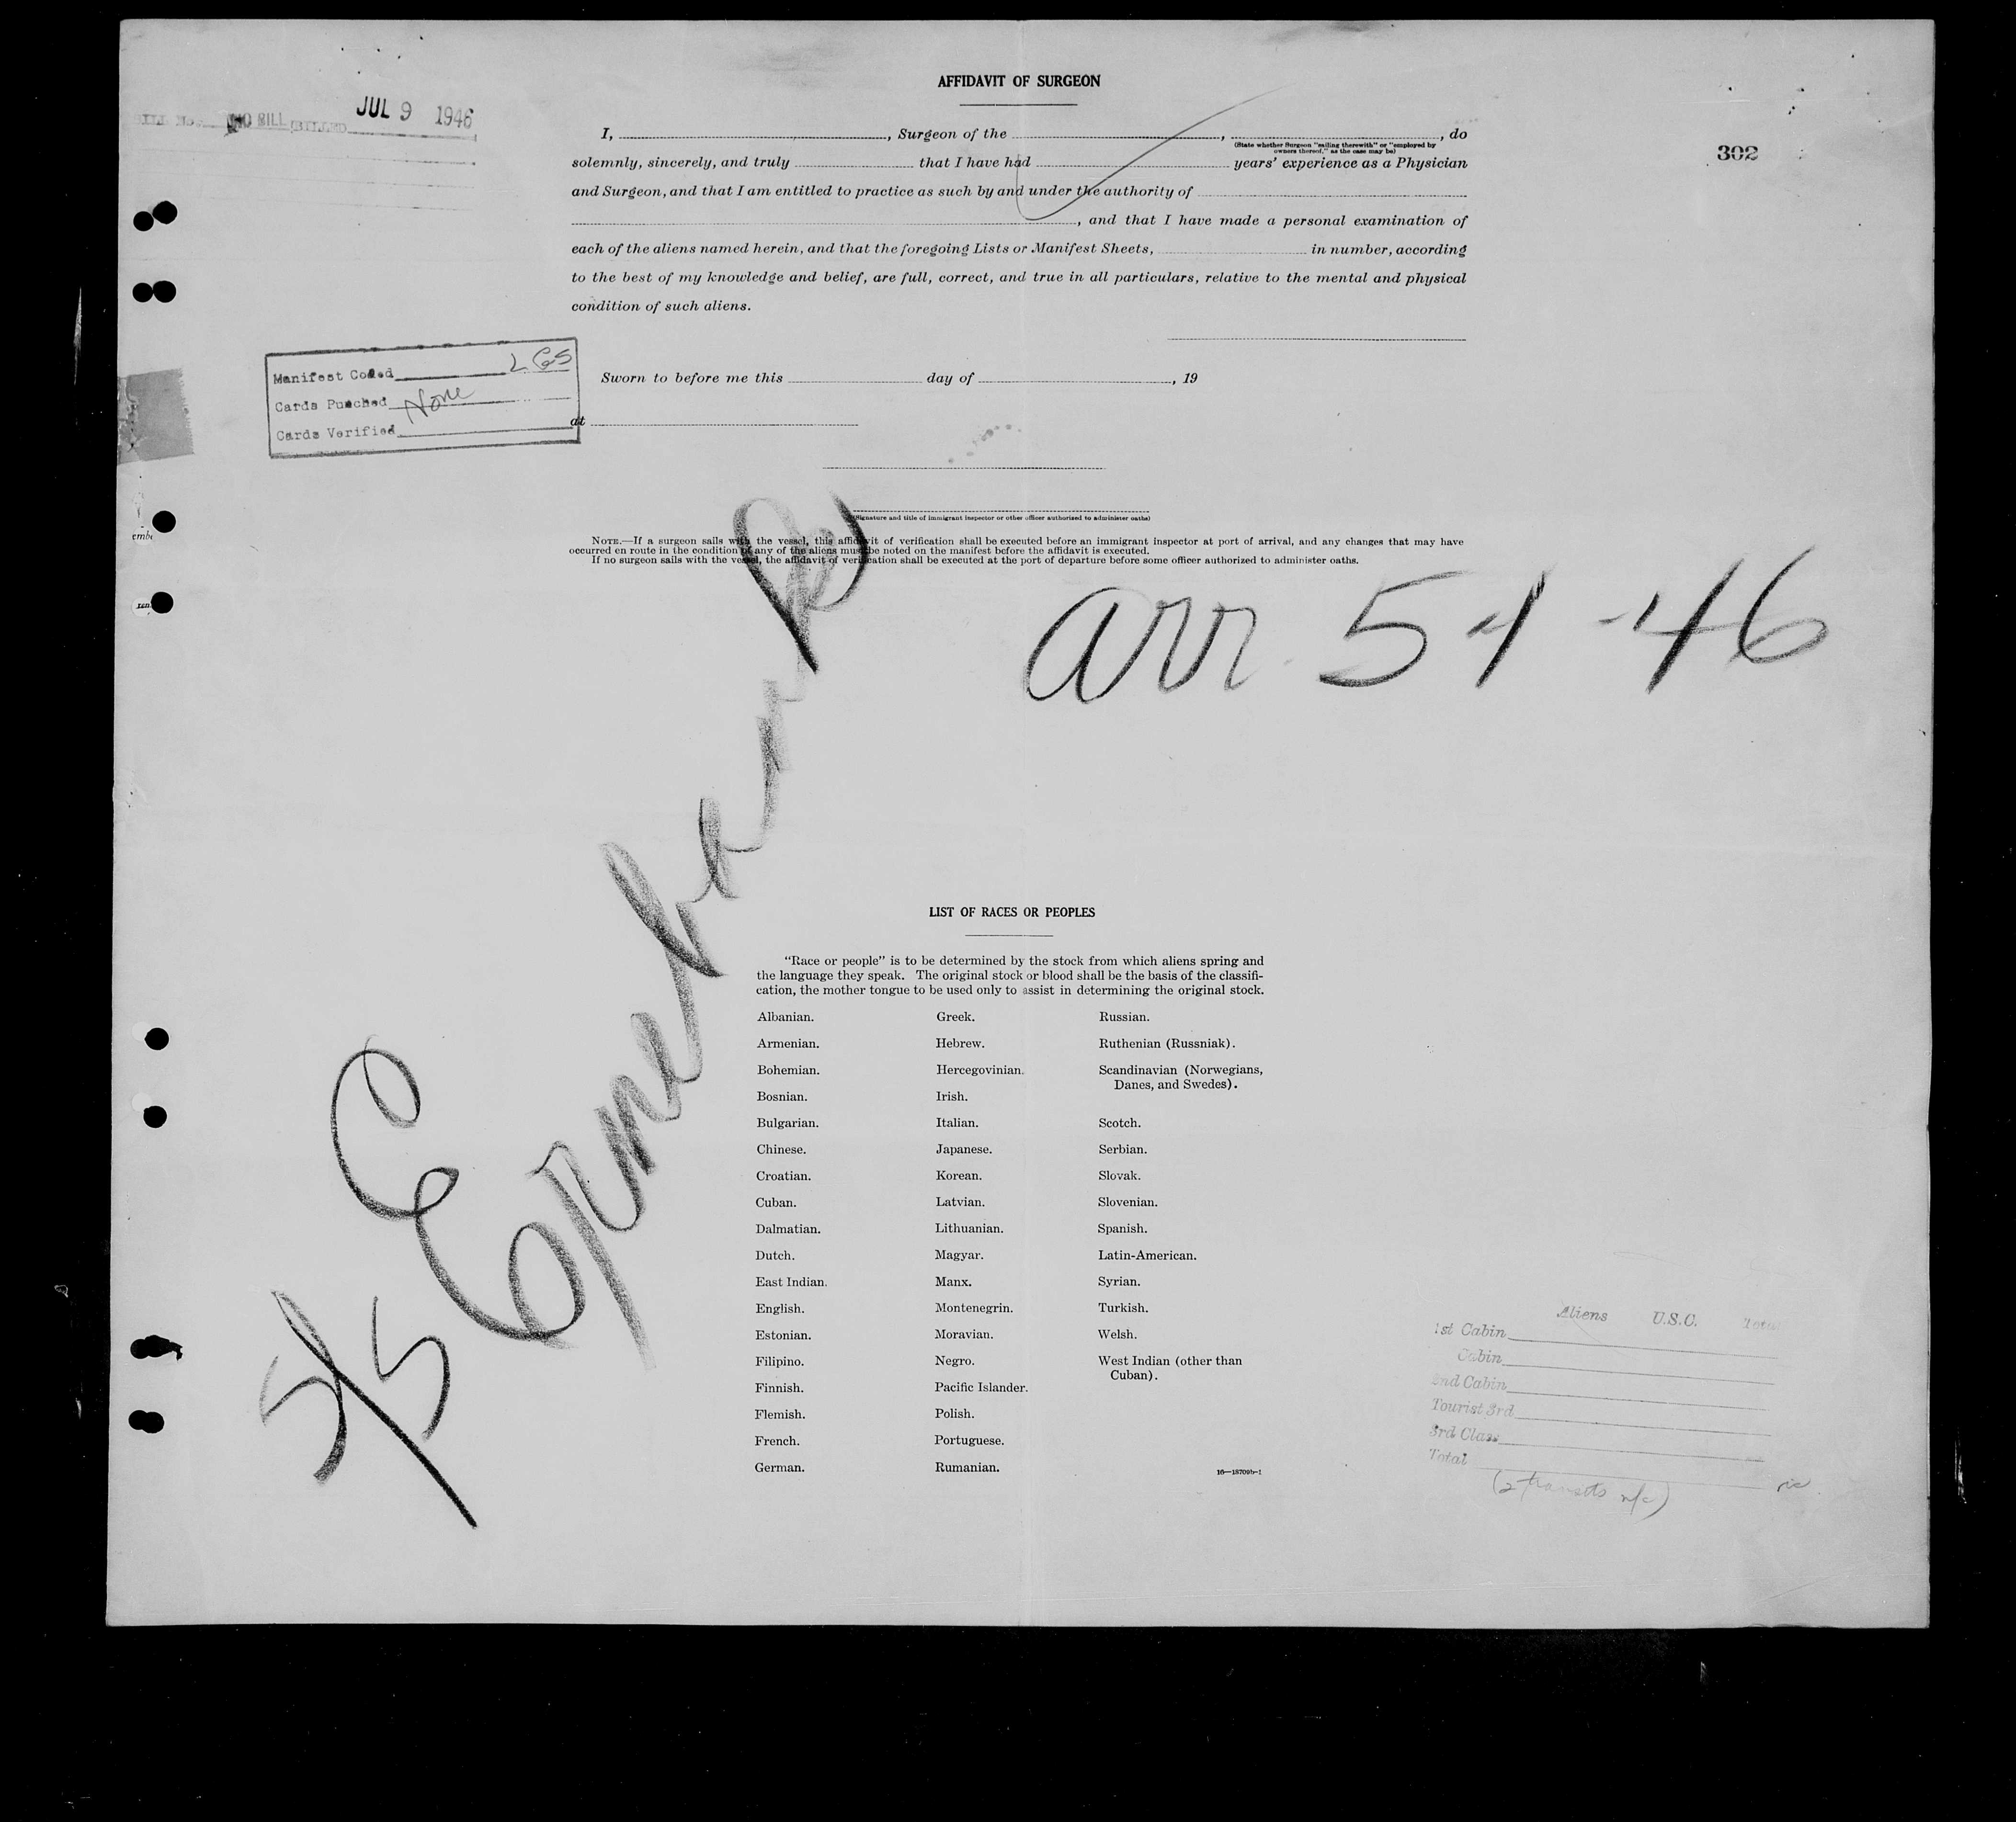 AFFIDAVIT OF SURGEON
BILL NO. NO BILL BILLED JUL 9 1946
302
I, , Surgeon of the , , do
(State whether Surgeon "sailing therewith" or "employed by
owners thereof," as the case may be)
solemnly, sincerely, and truly that I have had years' experience as a Physician
and Surgeon, and that I am entitled to practice as such by and under the authority of
, and that I have made a personal examination of
each of the aliens named herein, and that the foregoing Lists or Manifest Sheets, in number, according
to the best of my knowledge and belief, are full, correct, and true in all particulars, relative to the mental and physical
condition of such aliens.
Manifest Coded LGS
Cards Punched None
Cards Verified
Sworn to before me this day of , 19
at
(Signature and title of immigrant inspector or other officer authorized to administer oaths)
NOTE.—If a surgeon sails with the vessel, this affidavit of verification shall be executed before an immigrant inspector at port of arrival, and any changes that may have
occurred en route in the condition of any of the aliens must be noted on the manifest before the affidavit is executed.
If no surgeon sails with the vessel, the affidavit of verification shall be executed at the port of departure before some officer authorized to administer oaths.
arr 5-1-46
S/S
LIST OF RACES OR PEOPLES
"Race or people" is to be determined by the stock from which aliens spring and
the language they speak. The original stock or blood shall be the basis of the classifi-
cation, the mother tongue to be used only to assist in determining the original stock.
Albanian.
Armenian.
Bohemian.
Bosnian.
Bulgarian.
Chinese.
Croatian.
Cuban.
Dalmatian.
Dutch.
East Indian.
English.
Estonian.
Filipino.
Finnish.
Flemish.
French.
German.
Greek.
Hebrew.
Hercegovinian.
Irish.
Italian.
Japanese.
Korean.
Latvian.
Lithuanian.
Magyar.
Manx.
Montenegrin.
Moravian.
Negro.
Pacific Islander.
Polish.
Portuguese.
Rumanian.
Russian.
Ruthenian (Russniak).
Scandinavian (Norwegians,
Danes, and Swedes).
Scotch.
Serbian.
Slovak.
Slovenian.
Spanish.
Latin-American.
Syrian.
Turkish.
Welsh.
West Indian (other than
Cuban).
16—18709b-1
Aliens U.S.C. Total
1st Cabin
Cabin
2nd Cabin
Tourist 3rd
3rd Class
Total
(2 transits n/c)